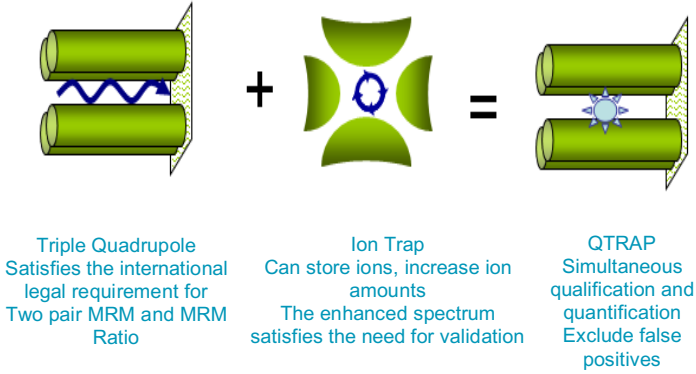 +
=
Triple Quadrupole
Satisfies the international
legal requirement for
Two pair MRM and MRM
Ratio
Ion Trap
Can store ions, increase ion
amounts
The enhanced spectrum
satisfies the need for validation
QTRAP
Simultaneous
qualification and
quantification
Exclude false
positives